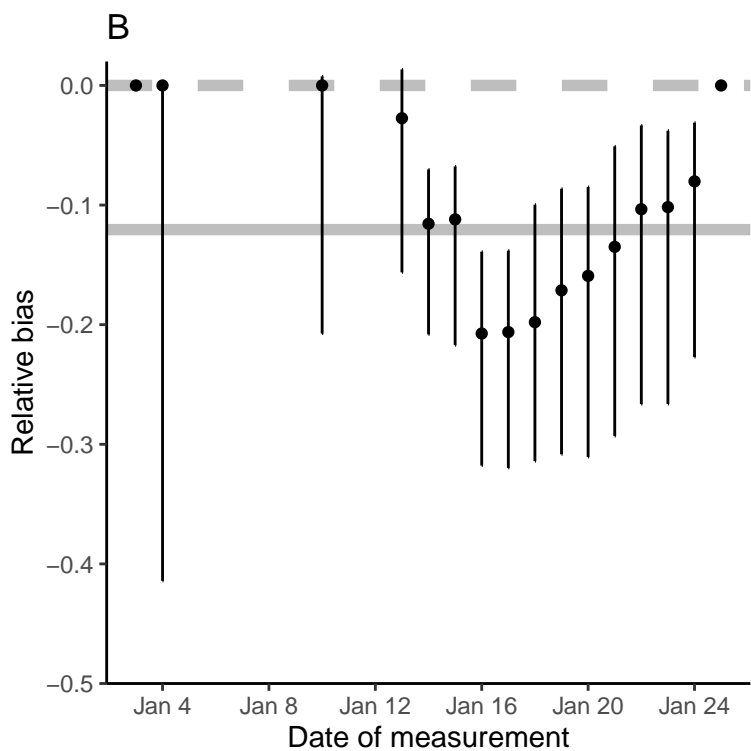 B
0.0
−0.1
−0.2
−0.3
−0.4
−0.5
Relative bias
Jan 4 Jan 8 Jan 12 Jan 16 Jan 20 Jan 24
Date of measurement